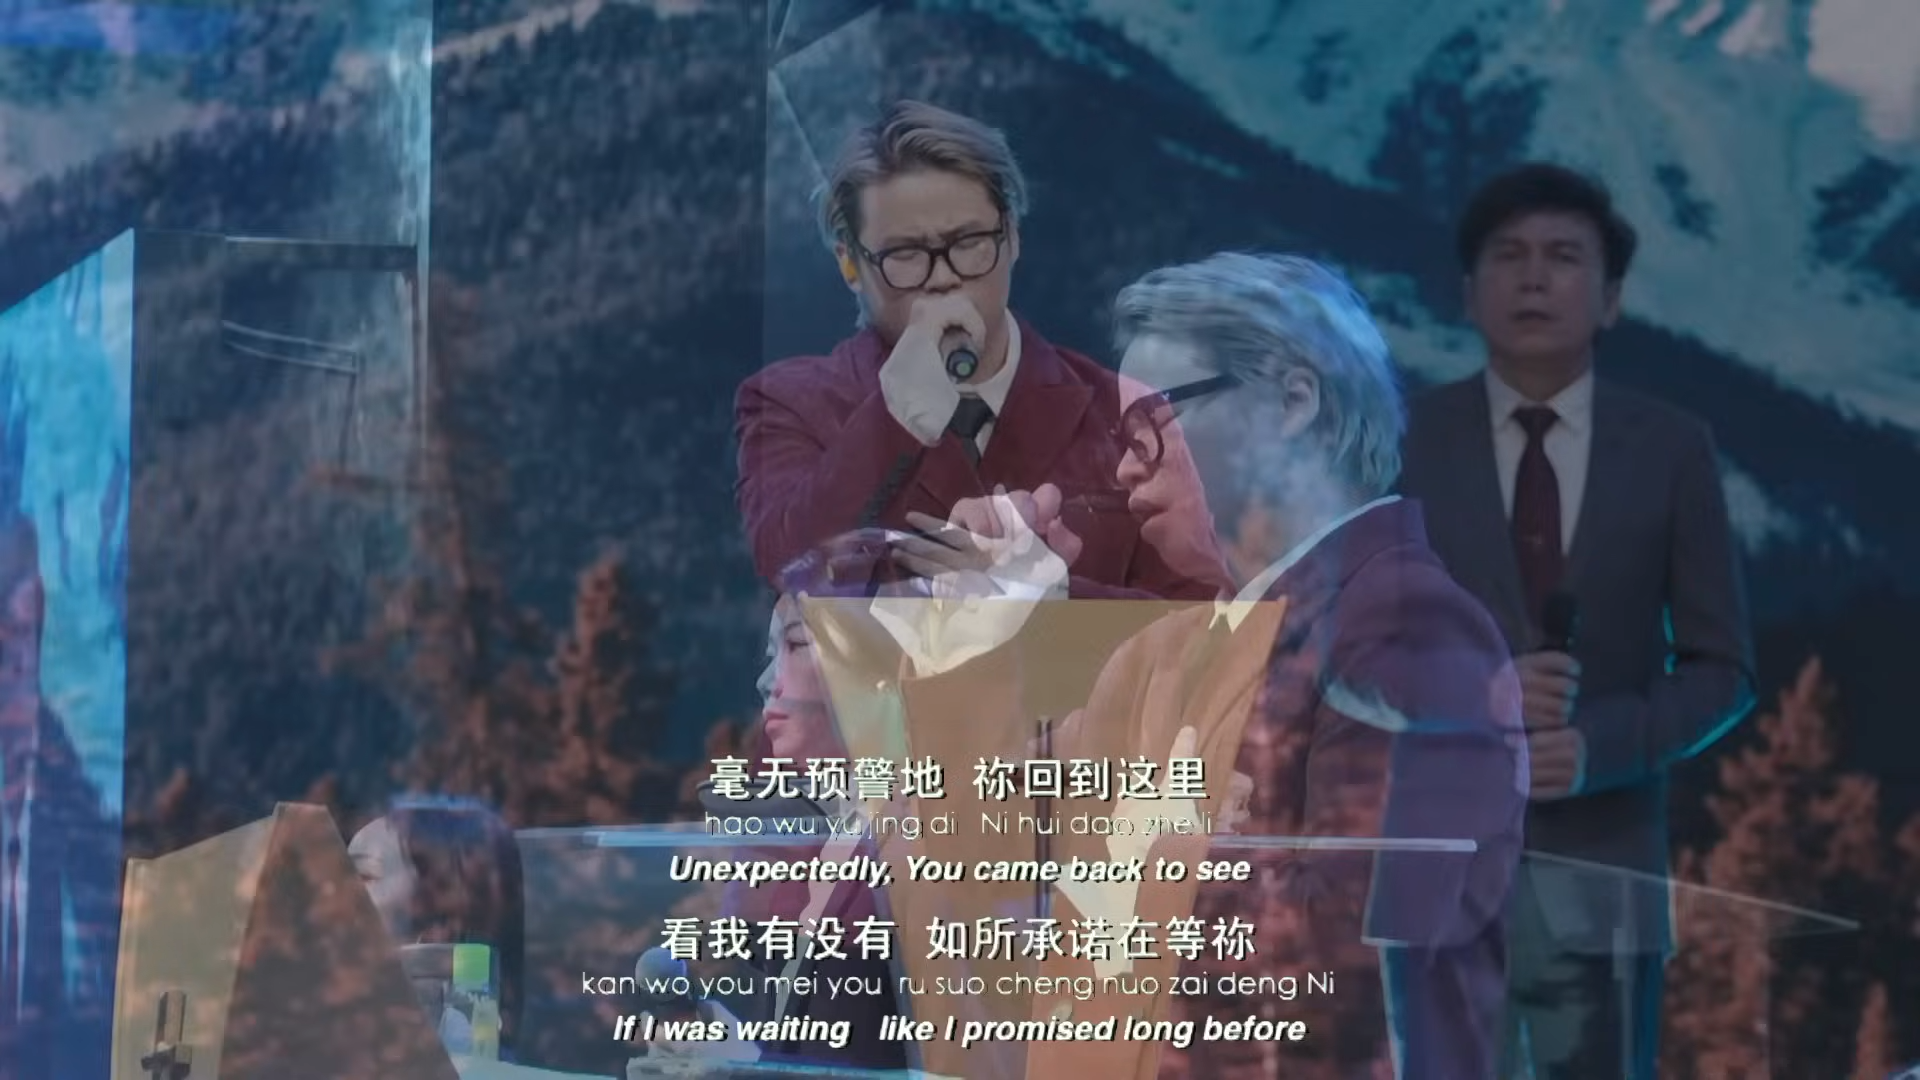 毫无预警地 祢回到这里
hao wu yu jing di Ni hui dao zhe li
Unexpectedly, You came back to see
看我有没有 如所承诺在等祢
kan wo you mei you ru suo cheng nuo zai deng Ni
If I was waiting like I promised long before